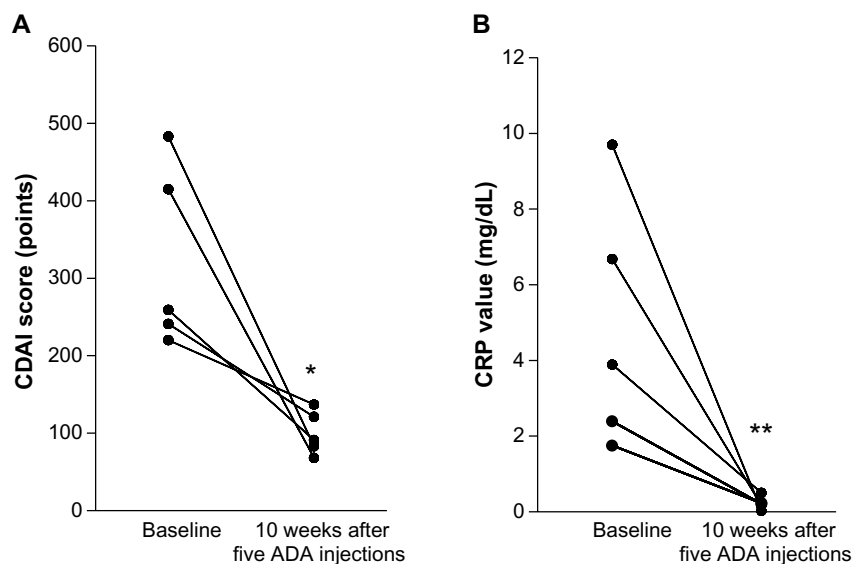 A
CDAI score (points)
600
500
400
300
200
100
0
*
Baseline
10 weeks after
five ADA injections
B
CRP value (mg/dL)
12
10
8
6
4
2
0
**
Baseline
10 weeks after
five ADA injections